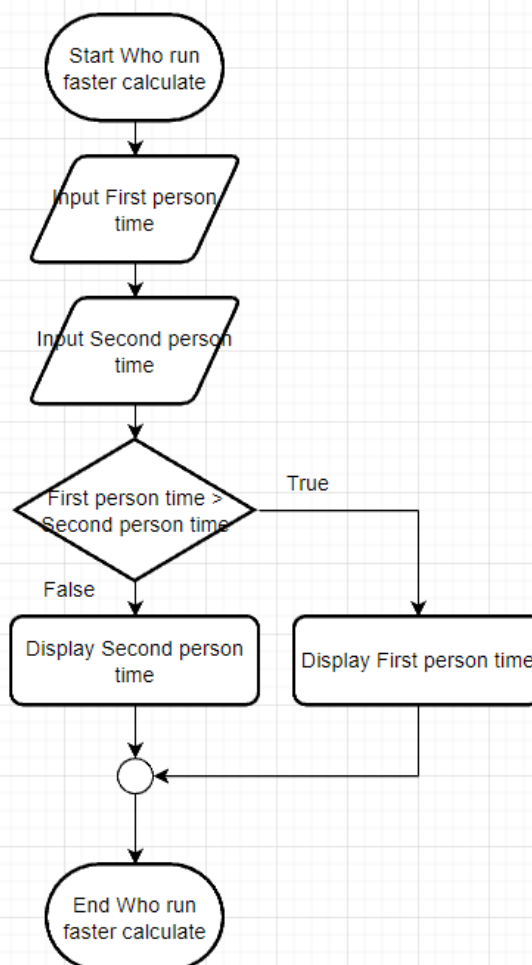 Start Who run
faster calculate
Input First person
time
Input Second person
time
First person time >
Second person time
True
False
Display Second person
time
Display First person time
End Who run
faster calculate